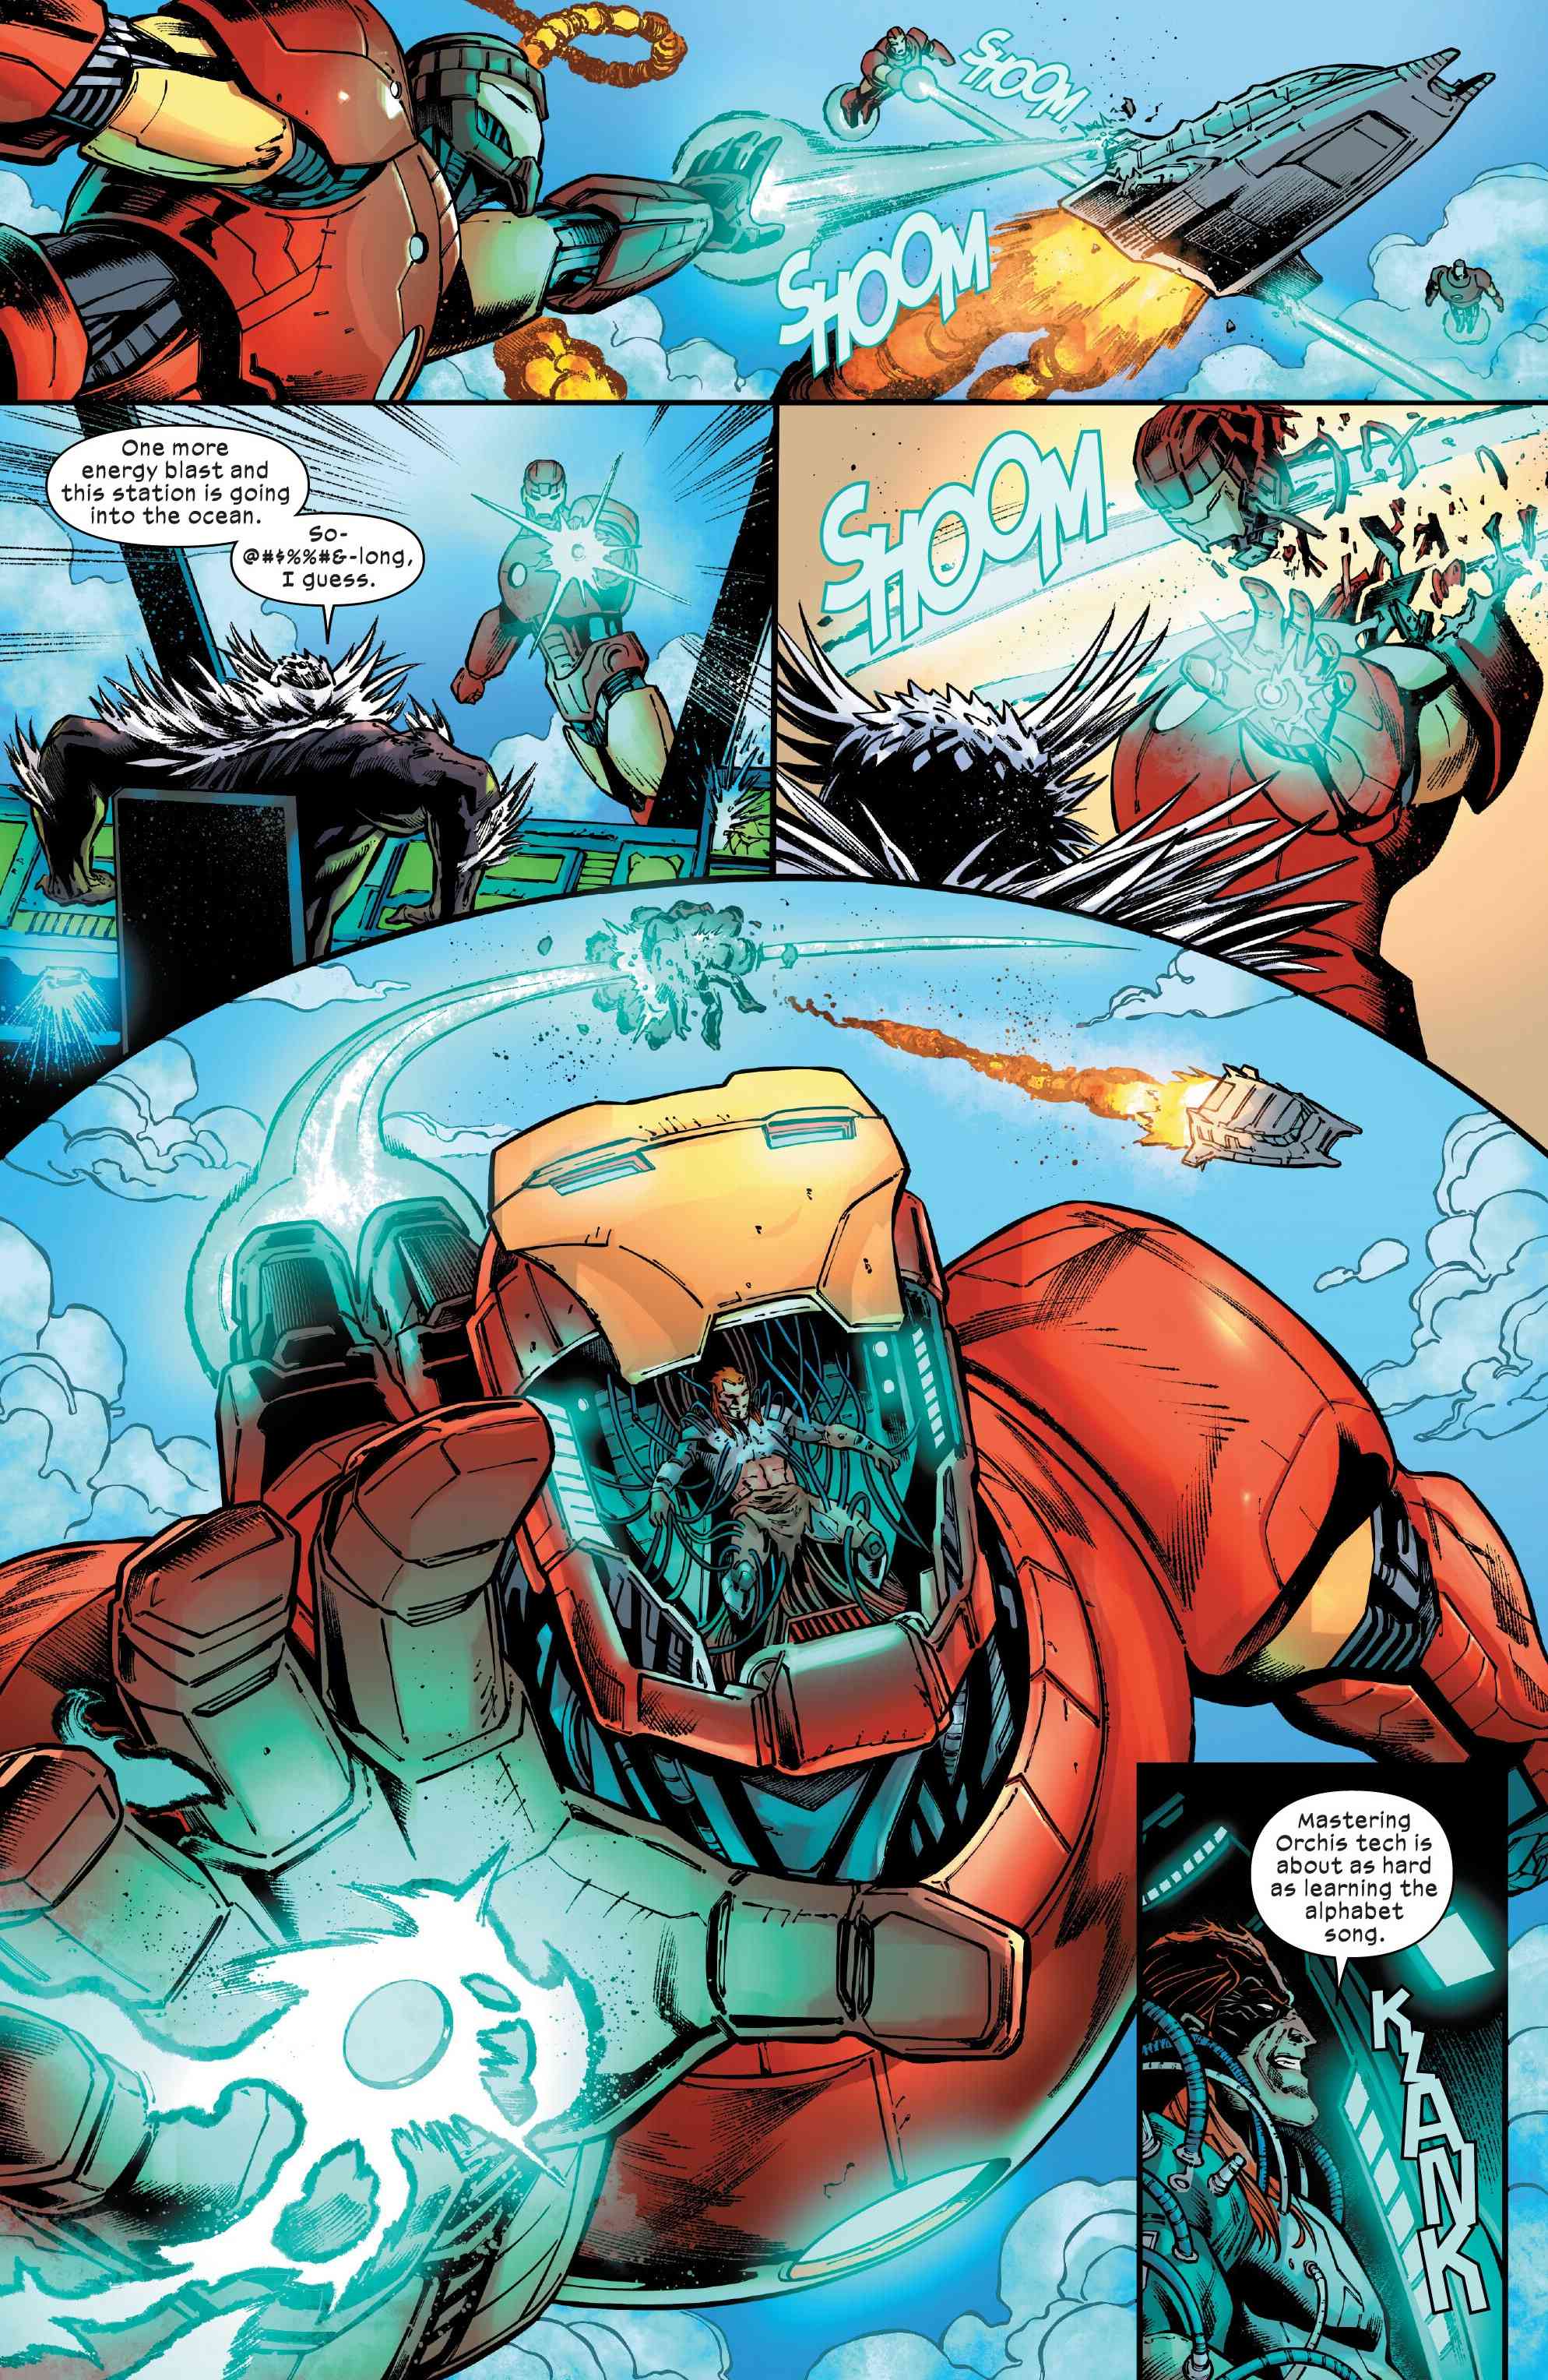 SHOOM
SHOOM
One more
energy blast and
this station is going
into the ocean.
So-
@#$%%#&-long,
I guess.
SHOOM
Mastering
Orchis tech is
about as hard
as learning the
alphabet
song.
KLANK